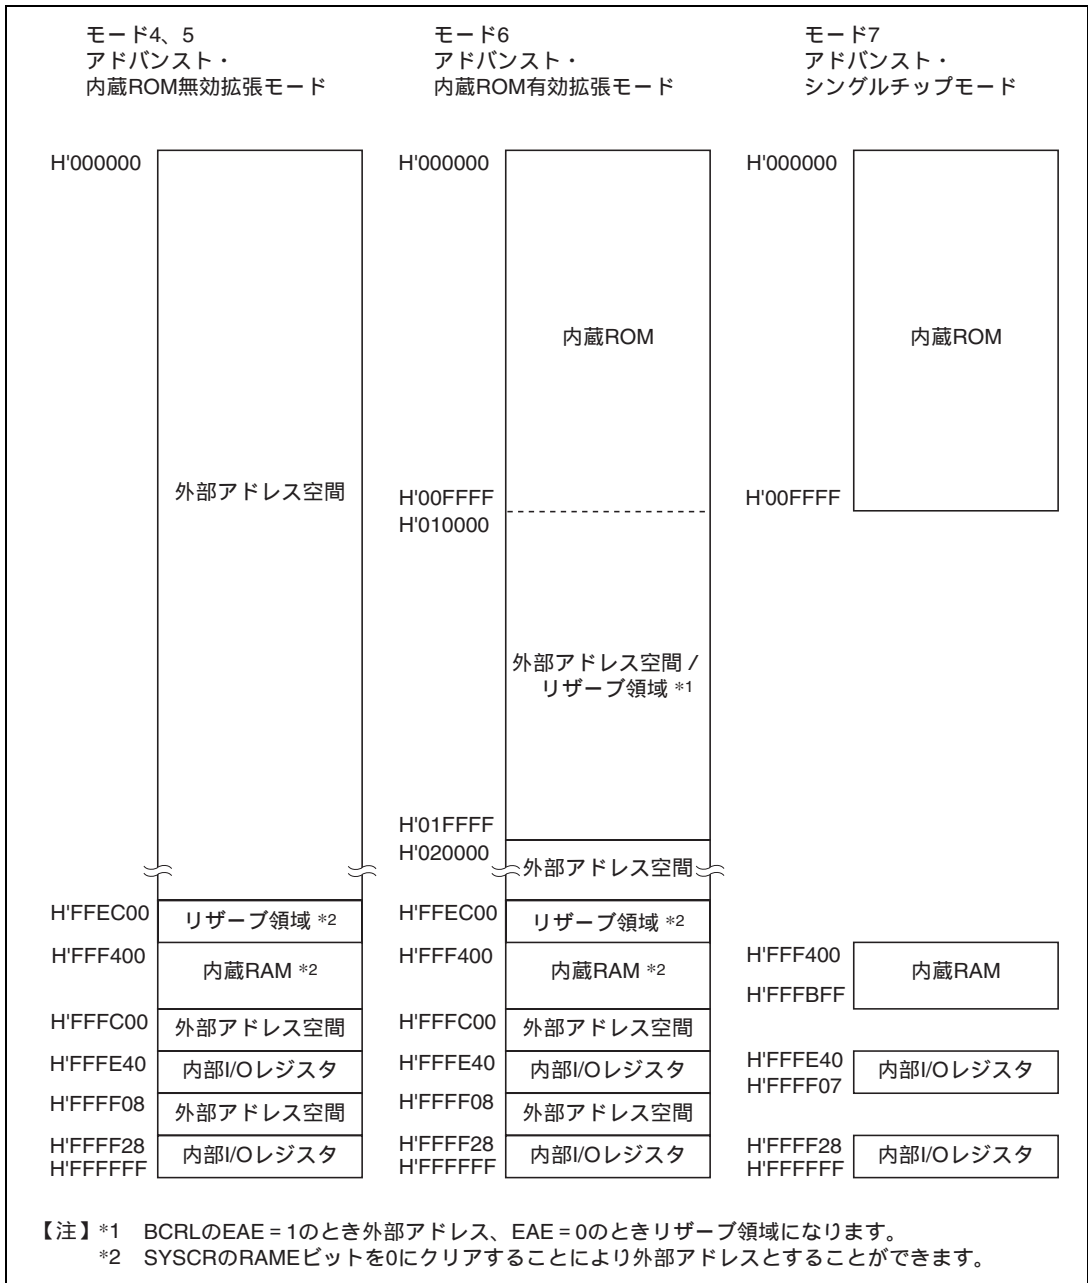 モード4、5
アドバンスト・
内蔵ROM無効拡張モード
H'000000
外部アドレス空間
H'FFEC00
リザーブ領域 *2
H'FFF400
内蔵RAM *2
H'FFFC00
外部アドレス空間
H'FFFE40
内部I/Oレジスタ
H'FFFF08
外部アドレス空間
H'FFFF28
内部I/Oレジスタ
H'FFFFFF
モード6
アドバンスト・
内蔵ROM有効拡張モード
H'000000
内蔵ROM
H'00FFFF
H'010000
外部アドレス空間 /
リザーブ領域 *1
H'01FFFF
H'020000
外部アドレス空間
H'FFEC00
リザーブ領域 *2
H'FFF400
内蔵RAM *2
H'FFFC00
外部アドレス空間
H'FFFE40
内部I/Oレジスタ
H'FFFF08
外部アドレス空間
H'FFFF28
内部I/Oレジスタ
H'FFFFFF
モード7
アドバンスト・
シングルチップモード
H'000000
内蔵ROM
H'00FFFF
H'FFF400
内蔵RAM
H'FFFBFF
H'FFFE40
内部I/Oレジスタ
H'FFFF07
H'FFFF28
内部I/Oレジスタ
H'FFFFFF
【注】*1 BCRLのEAE = 1のとき外部アドレス、EAE = 0のときリザーブ領域になります。
*2 SYSCRのRAMEビットを0にクリアすることにより外部アドレスとすることができます。